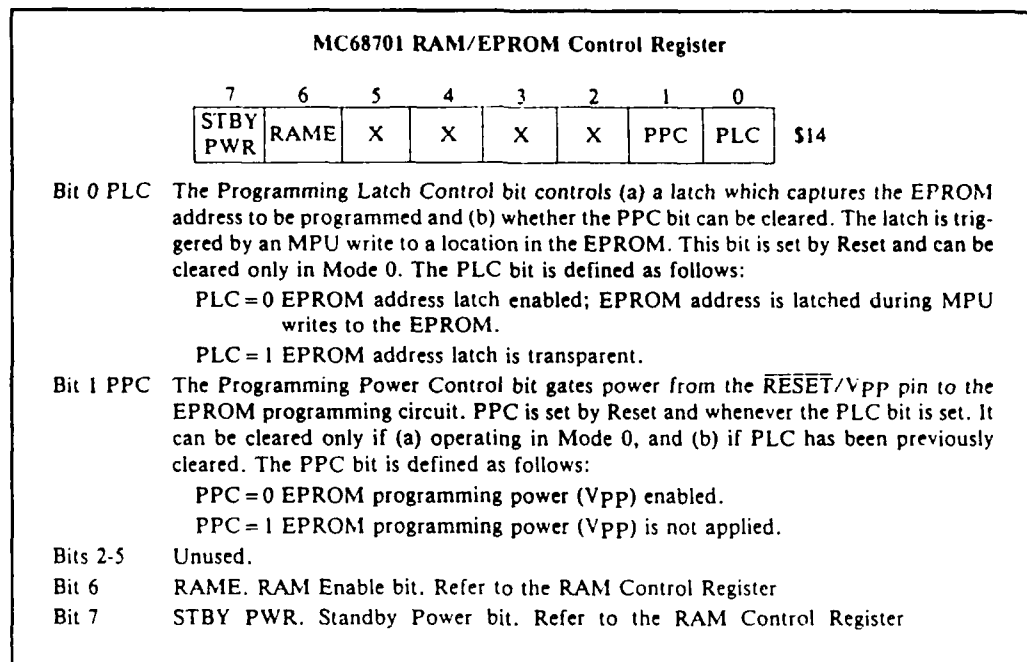 MC68701 RAM/EPROM Control Register
7 6 5 4 3 2 1 0
STBY PWR RAME X X X X PPC PLC $14
Bit 0 PLC The Programming Latch Control bit controls (a) a latch which captures the EPROM
address to be programmed and (b) whether the PPC bit can be cleared. The latch is trig-
gered by an MPU write to a location in the EPROM. This bit is set by Reset and can be
cleared only in Mode 0. The PLC bit is defined as follows:
PLC = 0 EPROM address latch enabled; EPROM address is latched during MPU
writes to the EPROM.
PLC = 1 EPROM address latch is transparent.
Bit 1 PPC The Programming Power Control bit gates power from the RESET/VPP pin to the
EPROM programming circuit. PPC is set by Reset and whenever the PLC bit is set. It
can be cleared only if (a) operating in Mode 0, and (b) if PLC has been previously
cleared. The PPC bit is defined as follows:
PPC = 0 EPROM programming power (VPP) enabled.
PPC = 1 EPROM programming power (VPP) is not applied.
Bits 2-5 Unused.
Bit 6 RAME. RAM Enable bit. Refer to the RAM Control Register
Bit 7 STBY PWR. Standby Power bit. Refer to the RAM Control Register